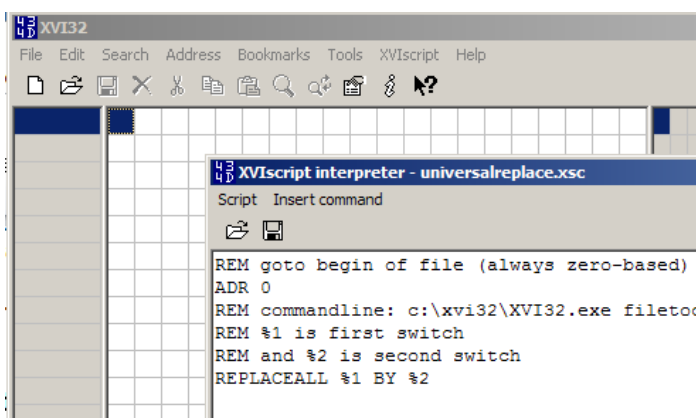 XVI32
File Edit Search Address Bookmarks Tools XVIscript Help
XVIscript interpreter - universalreplace.xsc
Script Insert command
REM goto begin of file (always zero-based)
ADR 0
REM commandline: c:\xvi32\XVI32.exe
REM %1 is first switch
REM and %2 is second switch
REPLACEALL %1 BY %2